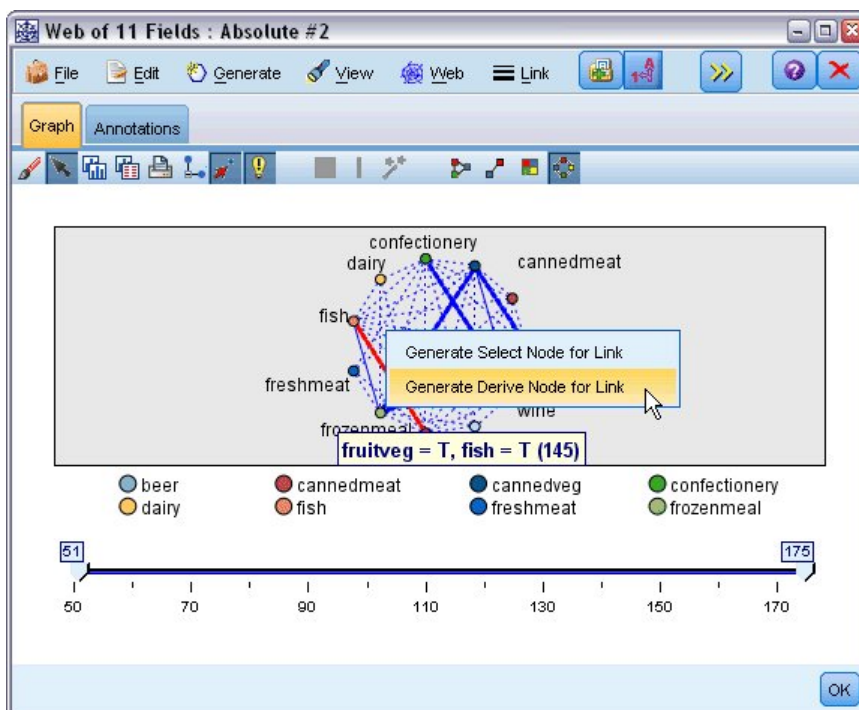 Web of 11 Fields : Absolute #2
File Edit Generate View Web Link
Graph Annotations
confectionery
dairy cannedmeat
fish
Generate Select Node for Link
freshmeat Generate Derive Node for Link
wine
frozenmeal
fruitveg = T, fish = T (145)
beer cannedmeat cannedveg confectionery
dairy fish freshmeat frozenmeal
51 175
50 70 90 110 130 150 170
OK